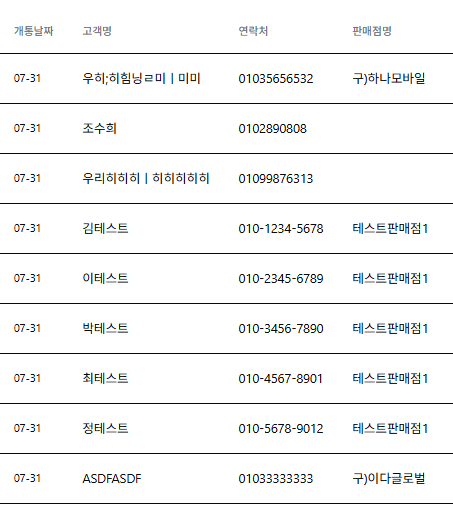 개통날짜 고객명 연락처 판매점명
07-31 우히;히힘닝ㄹ미ㅣ미미 01035656532 구)하나모바일
07-31 조수희 0102890808
07-31 우리히히히ㅣ히히히히히 01099876313
07-31 김테스트 010-1234-5678 테스트판매점1
07-31 이테스트 010-2345-6789 테스트판매점1
07-31 박테스트 010-3456-7890 테스트판매점1
07-31 최테스트 010-4567-8901 테스트판매점1
07-31 정테스트 010-5678-9012 테스트판매점1
07-31 ASDFASDF 01033333333 구)이다글로벌